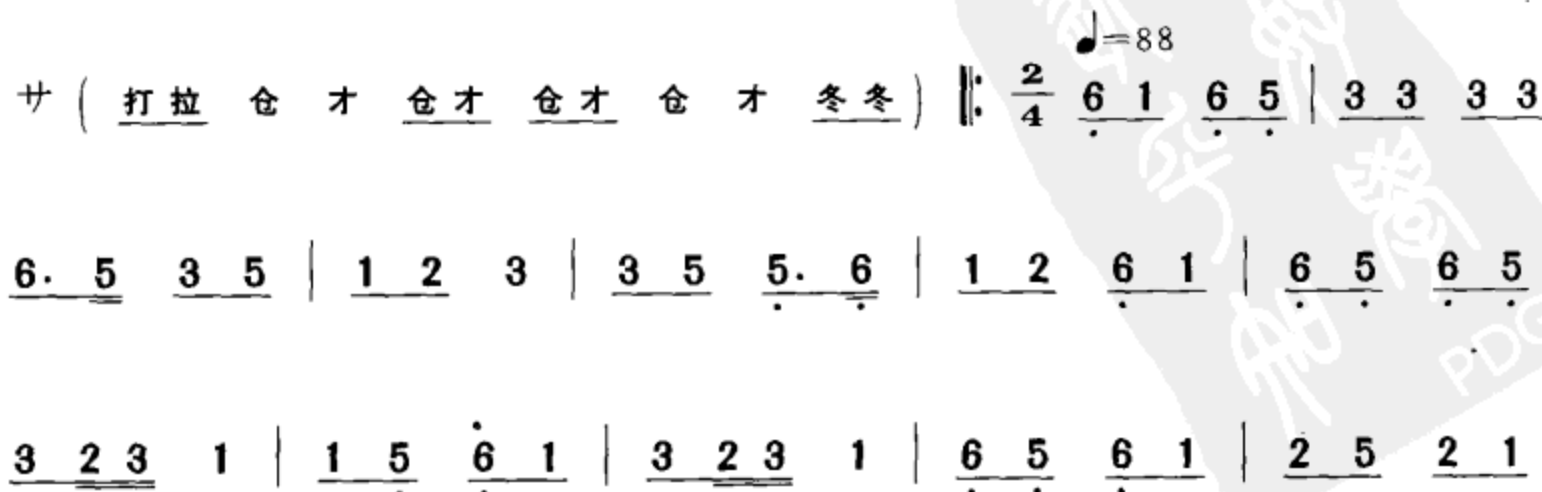 サ ( 打拉 仓 才 仓才 仓才 仓 才 冬冬 ) ‖: 2/4 ♩=88 6̣ 1 6̣ 5̣ | 3 3 3 3
6· 5 3 5 | 1 2 3 | 3 5 5̣· 6̣ | 1 2 6̣ 1 | 6̣ 5̣ 6̣ 5̣
3 2 3 1 | 1 5̣ 6̣ 1 | 3 2 3 1 | 6̣ 5̣ 6̣ 1 | 2 5 2 1
PDG